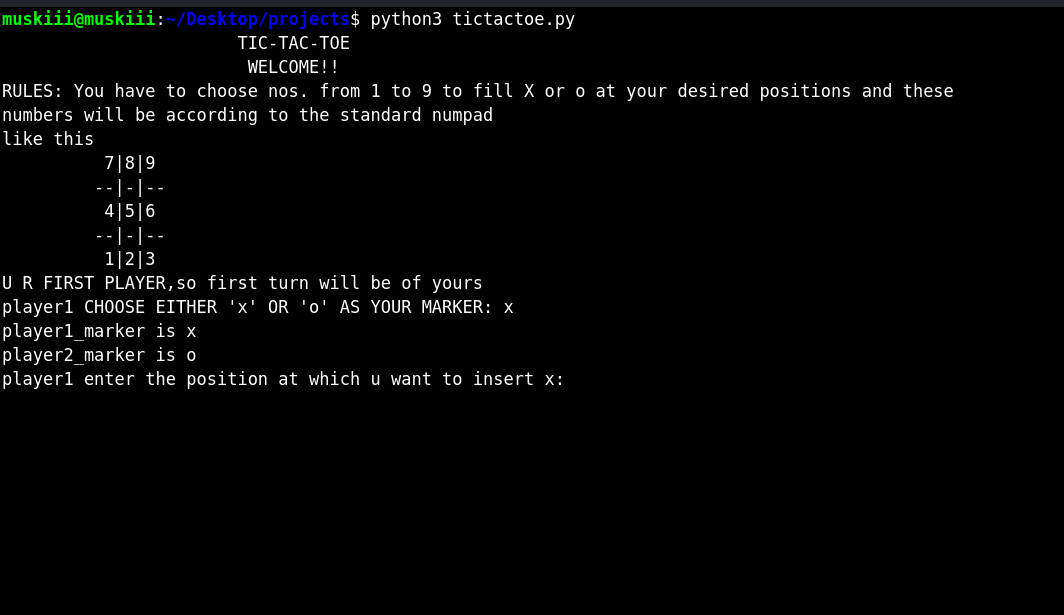 muskiii@muskiii:~/Desktop/projects$ python3 tictactoe.py
TIC-TAC-TOE
WELCOME!!
RULES: You have to choose nos. from 1 to 9 to fill X or o at your desired positions and these
numbers will be according to the standard numpad
like this
7|8|9
--|-|--
4|5|6
--|-|--
1|2|3
U R FIRST PLAYER,so first turn will be of yours
player1 CHOOSE EITHER 'x' OR 'o' AS YOUR MARKER: x
player1_marker is x
player2_marker is o
player1 enter the position at which u want to insert x: